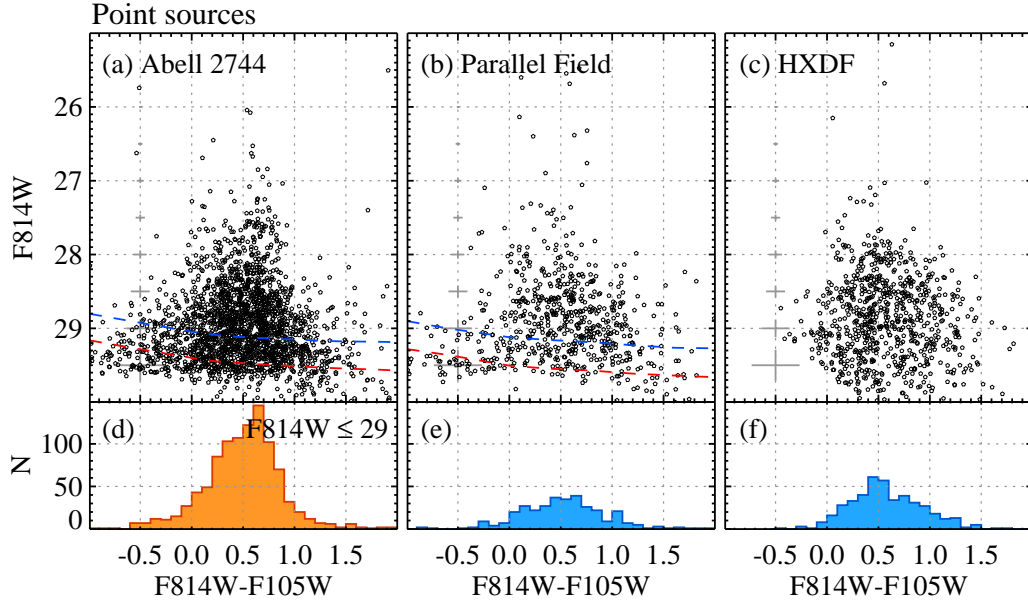 Point sources
(a) Abell 2744
(b) Parallel Field
(c) HXDF
26
27
28
29
F814W
(d)
F814W ≤ 29
(e)
(f)
100
50
0
N
-0.5 0.0 0.5 1.0 1.5
-0.5 0.0 0.5 1.0 1.5
-0.5 0.0 0.5 1.0 1.5
F814W-F105W
F814W-F105W
F814W-F105W